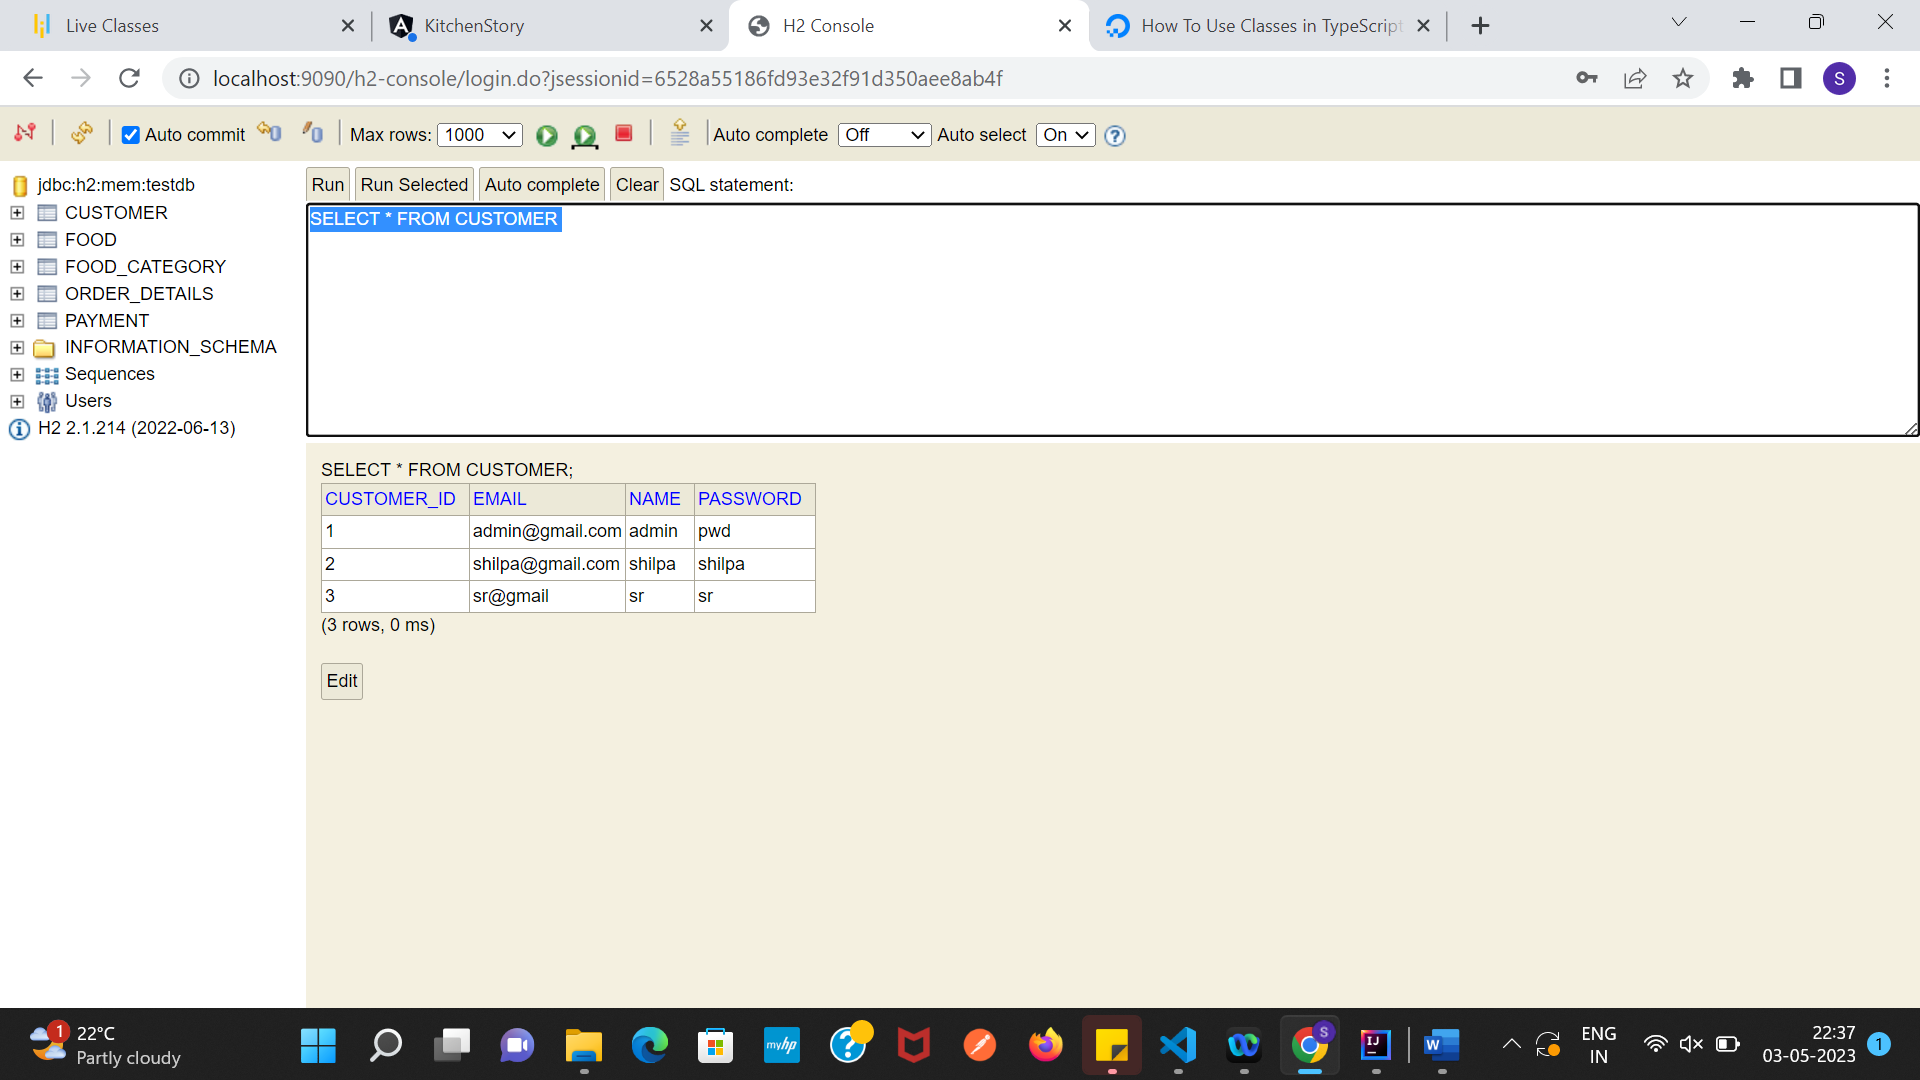 Live Classes
KitchenStory
H2 Console
How To Use Classes in TypeScript
localhost:9090/h2-console/login.do?jsessionid=6528a55186fd93e32f91d350aee8ab4f
S
Auto commit
Max rows: 1000
Auto complete Off
Auto select On
jdbc:h2:mem:testdb
CUSTOMER
FOOD
FOOD_CATEGORY
ORDER_DETAILS
PAYMENT
INFORMATION_SCHEMA
Sequences
Users
H2 2.1.214 (2022-06-13)
Run Run Selected Auto complete Clear SQL statement:
SELECT * FROM CUSTOMER
SELECT * FROM CUSTOMER;
CUSTOMER_ID EMAIL NAME PASSWORD
1 admin@gmail.com admin pwd
2 shilpa@gmail.com shilpa shilpa
3 sr@gmail sr sr
(3 rows, 0 ms)
Edit
1
22°C
Partly cloudy
myhp
S
IJ
W
ENG
IN
22:37
03-05-2023
1